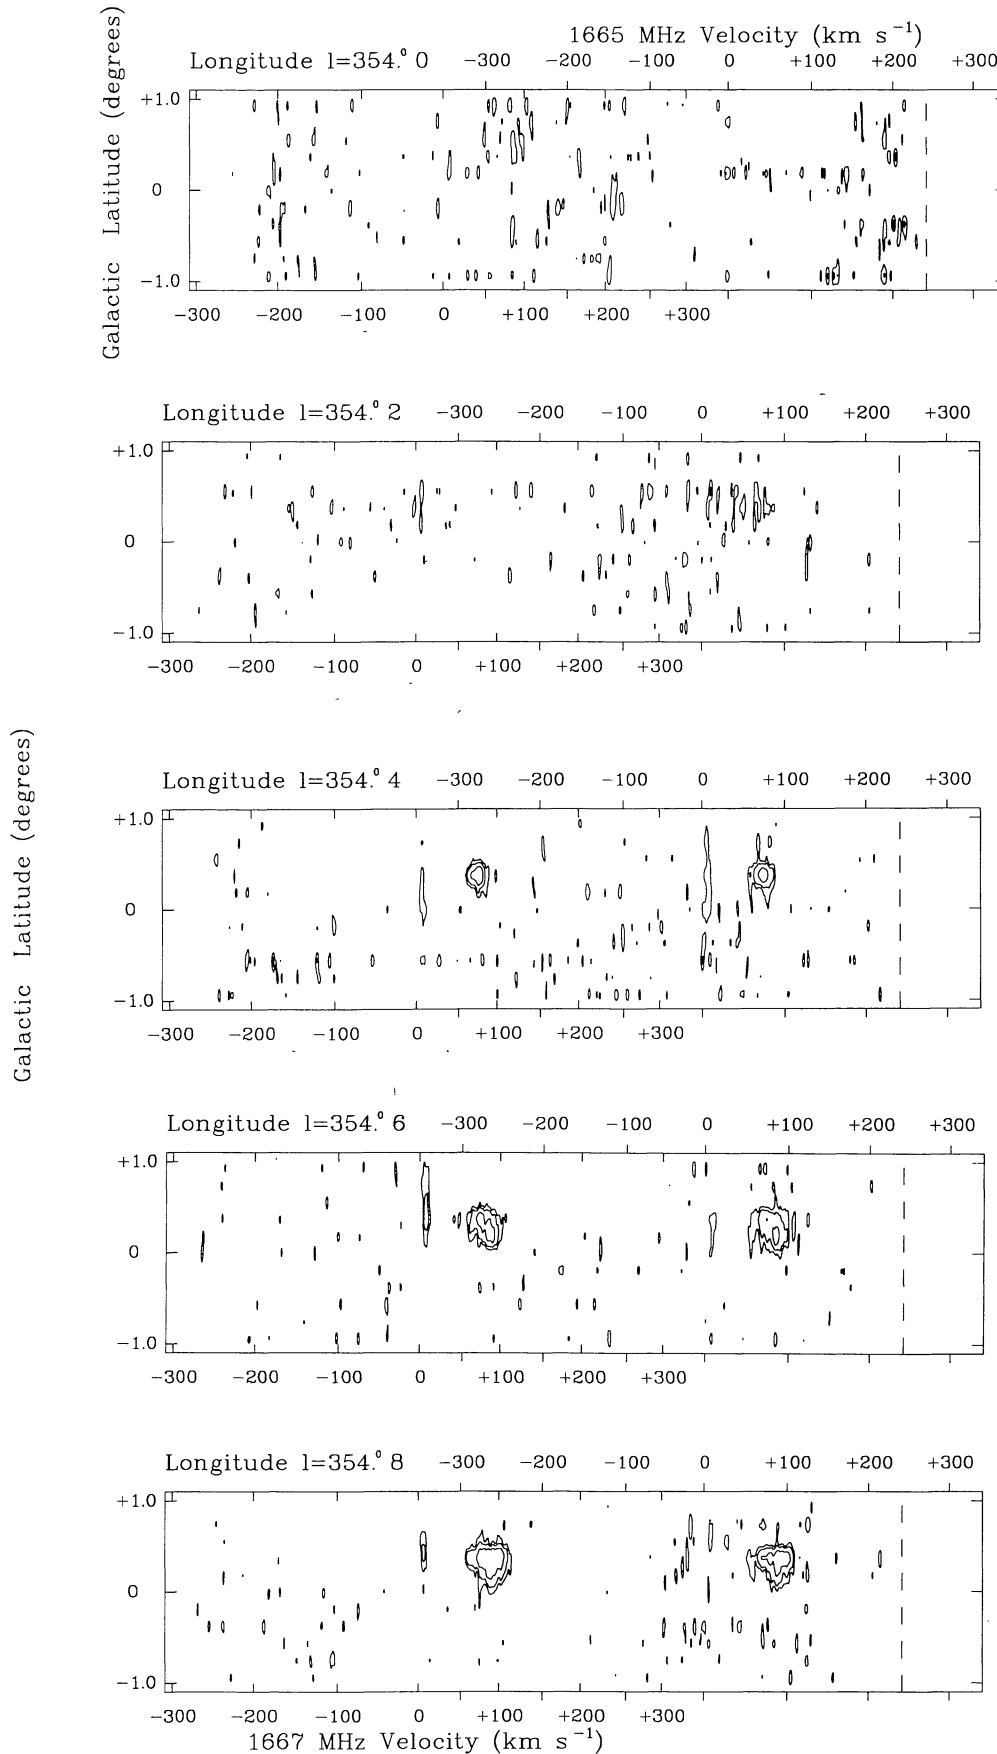 1665 MHz Velocity (km s⁻¹)
Longitude l=354.°0 −300 −200 −100 0 +100 +200 +300
Galactic Latitude (degrees)
+1.0
0
−1.0
−300 −200 −100 0 +100 +200 +300
Longitude l=354.°2 −300 −200 −100 0 +100 +200 +300
+1.0
0
−1.0
−300 −200 −100 0 +100 +200 +300
Galactic Latitude (degrees)
Longitude l=354.°4 −300 −200 −100 0 +100 +200 +300
+1.0
0
−1.0
−300 −200 −100 0 +100 +200 +300
Longitude l=354.°6 −300 −200 −100 0 +100 +200 +300
+1.0
0
−1.0
−300 −200 −100 0 +100 +200 +300
Longitude l=354.°8 −300 −200 −100 0 +100 +200 +300
+1.0
0
−1.0
−300 −200 −100 0 +100 +200 +300
1667 MHz Velocity (km s⁻¹)